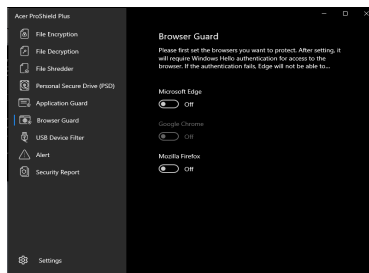 Acer ProShield Plus
File Encryption
File Decryption
File Shredder
Personal Secure Drive (PSD)
Application Guard
Browser Guard
USB Device Filter
Alert
Security Report
Settings
Browser Guard
Please first set the browsers you want to protect. After setting, it
will require Windows Hello authentication for access to the
browser. If the authentication fails, Edge will not be able to...
Microsoft Edge
Off
Google Chrome
Off
Mozilla Firefox
Off